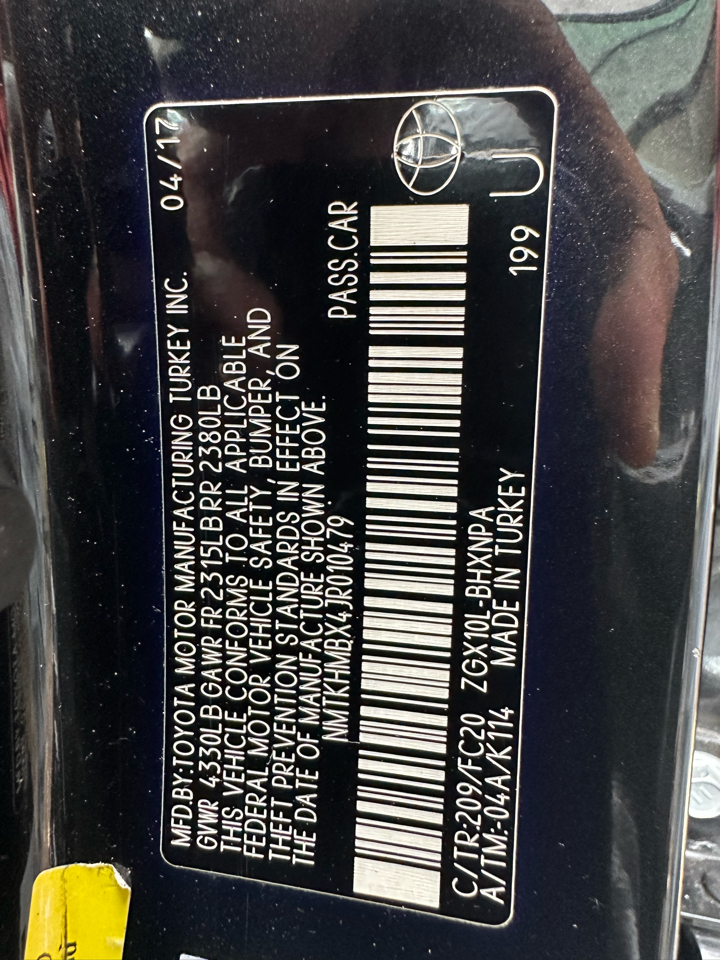 MFD.BY:TOYOTA MOTOR MANUFACTURING TURKEY INC. 04/17
GVWR 4330LB GAWR FR 2315LB RR 2380LB
THIS VEHICLE CONFORMS TO ALL APPLICABLE
FEDERAL MOTOR VEHICLE SAFETY, BUMPER, AND
THEFT PREVENTION STANDARDS IN EFFECT ON
THE DATE OF MANUFACTURE SHOWN ABOVE.
NMTKHMBX4JR010479 PASS.CAR
C/TR:209/FC20 ZGX10L-BHXNPA
A/TM:-04A/K114 MADE IN TURKEY 199 U